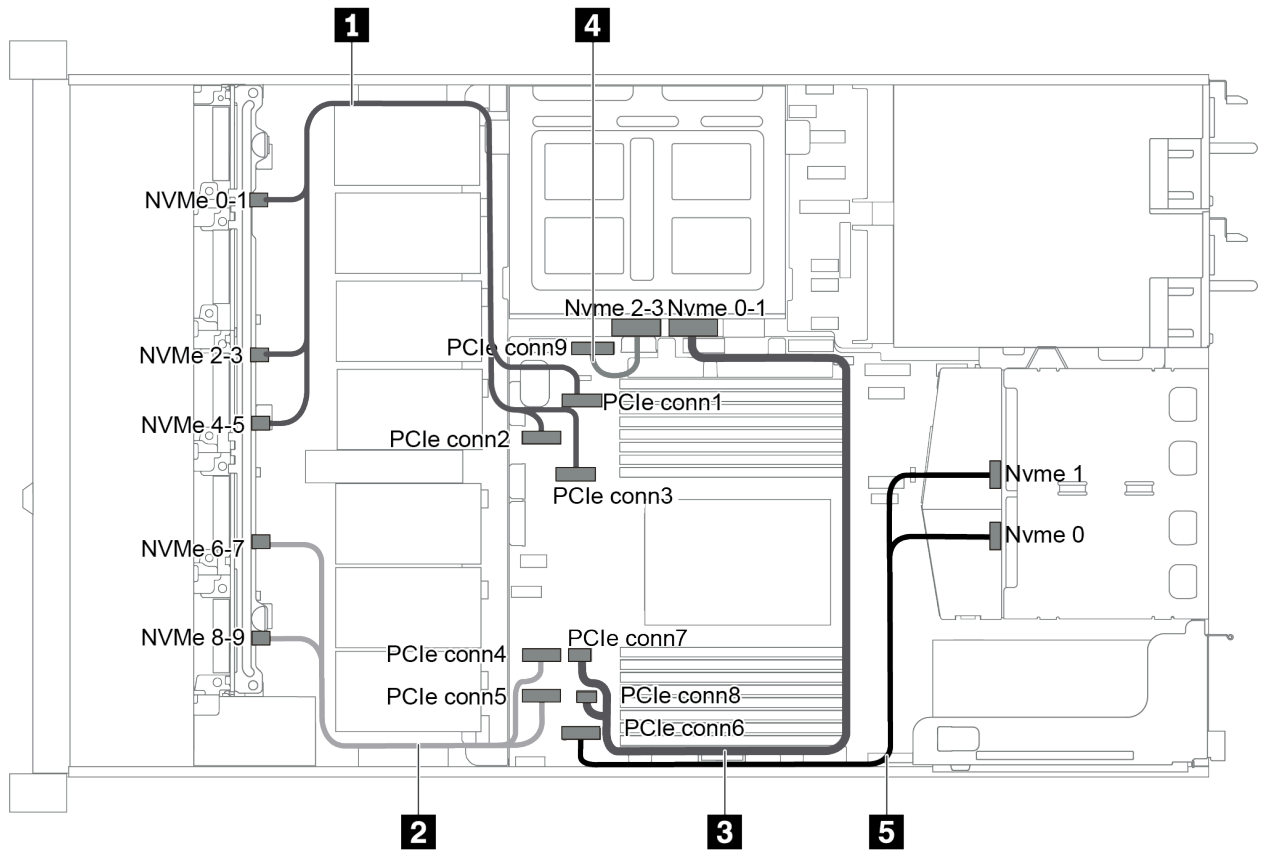 1
4
NVMe 0-1
Nvme 2-3 Nvme 0-1
NVMe 2-3
PCIe conn9
PCIe conn1
NVMe 4-5
PCIe conn2
Nvme 1
PCIe conn3
Nvme 0
NVMe 6-7
NVMe 8-9
PCIe conn7
PCIe conn4
PCIe conn5
PCIe conn8
PCIe conn6
2
3
5